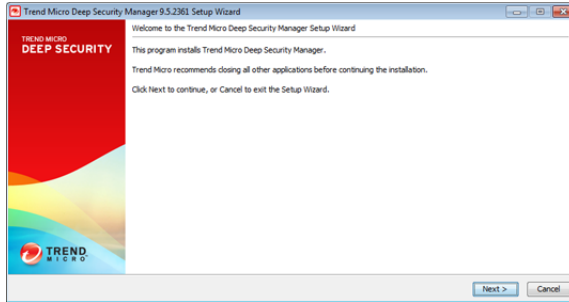 Trend Micro Deep Security Manager 9.5.2361 Setup Wizard
Welcome to the Trend Micro Deep Security Manager Setup Wizard
TREND MICRO
DEEP SECURITY
This program installs Trend Micro Deep Security Manager.
Trend Micro recommends closing all other applications before continuing the installation.
Click Next to continue, or Cancel to exit the Setup Wizard.
TREND
MICRO
Next >
Cancel